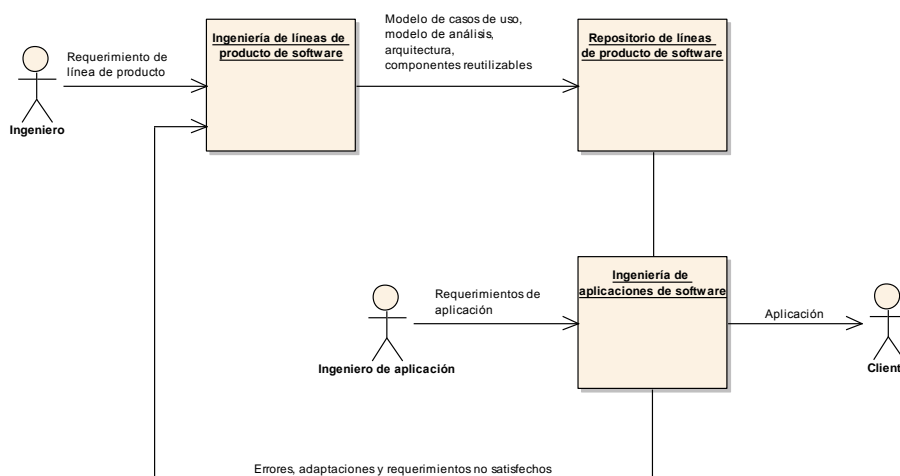 Ingeniería de líneas de
producto de software
Modelo de casos de uso,
modelo de análisis,
arquitectura,
componentes reutilizables
Repositorio de líneas
de producto de software
Requerimiento de
línea de producto
Ingeniero
Ingeniería de
aplicaciones de software
Requerimientos de
aplicación
Aplicación
Ingeniero de aplicación
Client
Errores, adaptaciones y requerimientos no satisfechos